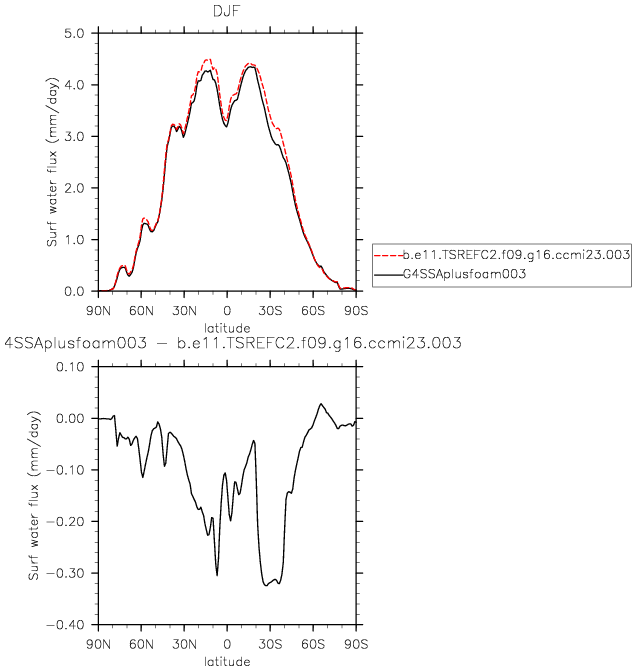 DJF
Surf water flux (mm/day)
5.0
4.0
3.0
2.0
1.0
0.0
90N 60N 30N 0 30S 60S 90S
latitude
b.e11.TSREFC2.f09.g16.ccmi23.003
G4SSAplusfoam003
4SSAplusfoam003 − b.e11.TSREFC2.f09.g16.ccmi23.003
Surf water flux (mm/day)
0.10
0.00
−0.10
−0.20
−0.30
−0.40
90N 60N 30N 0 30S 60S 90S
latitude